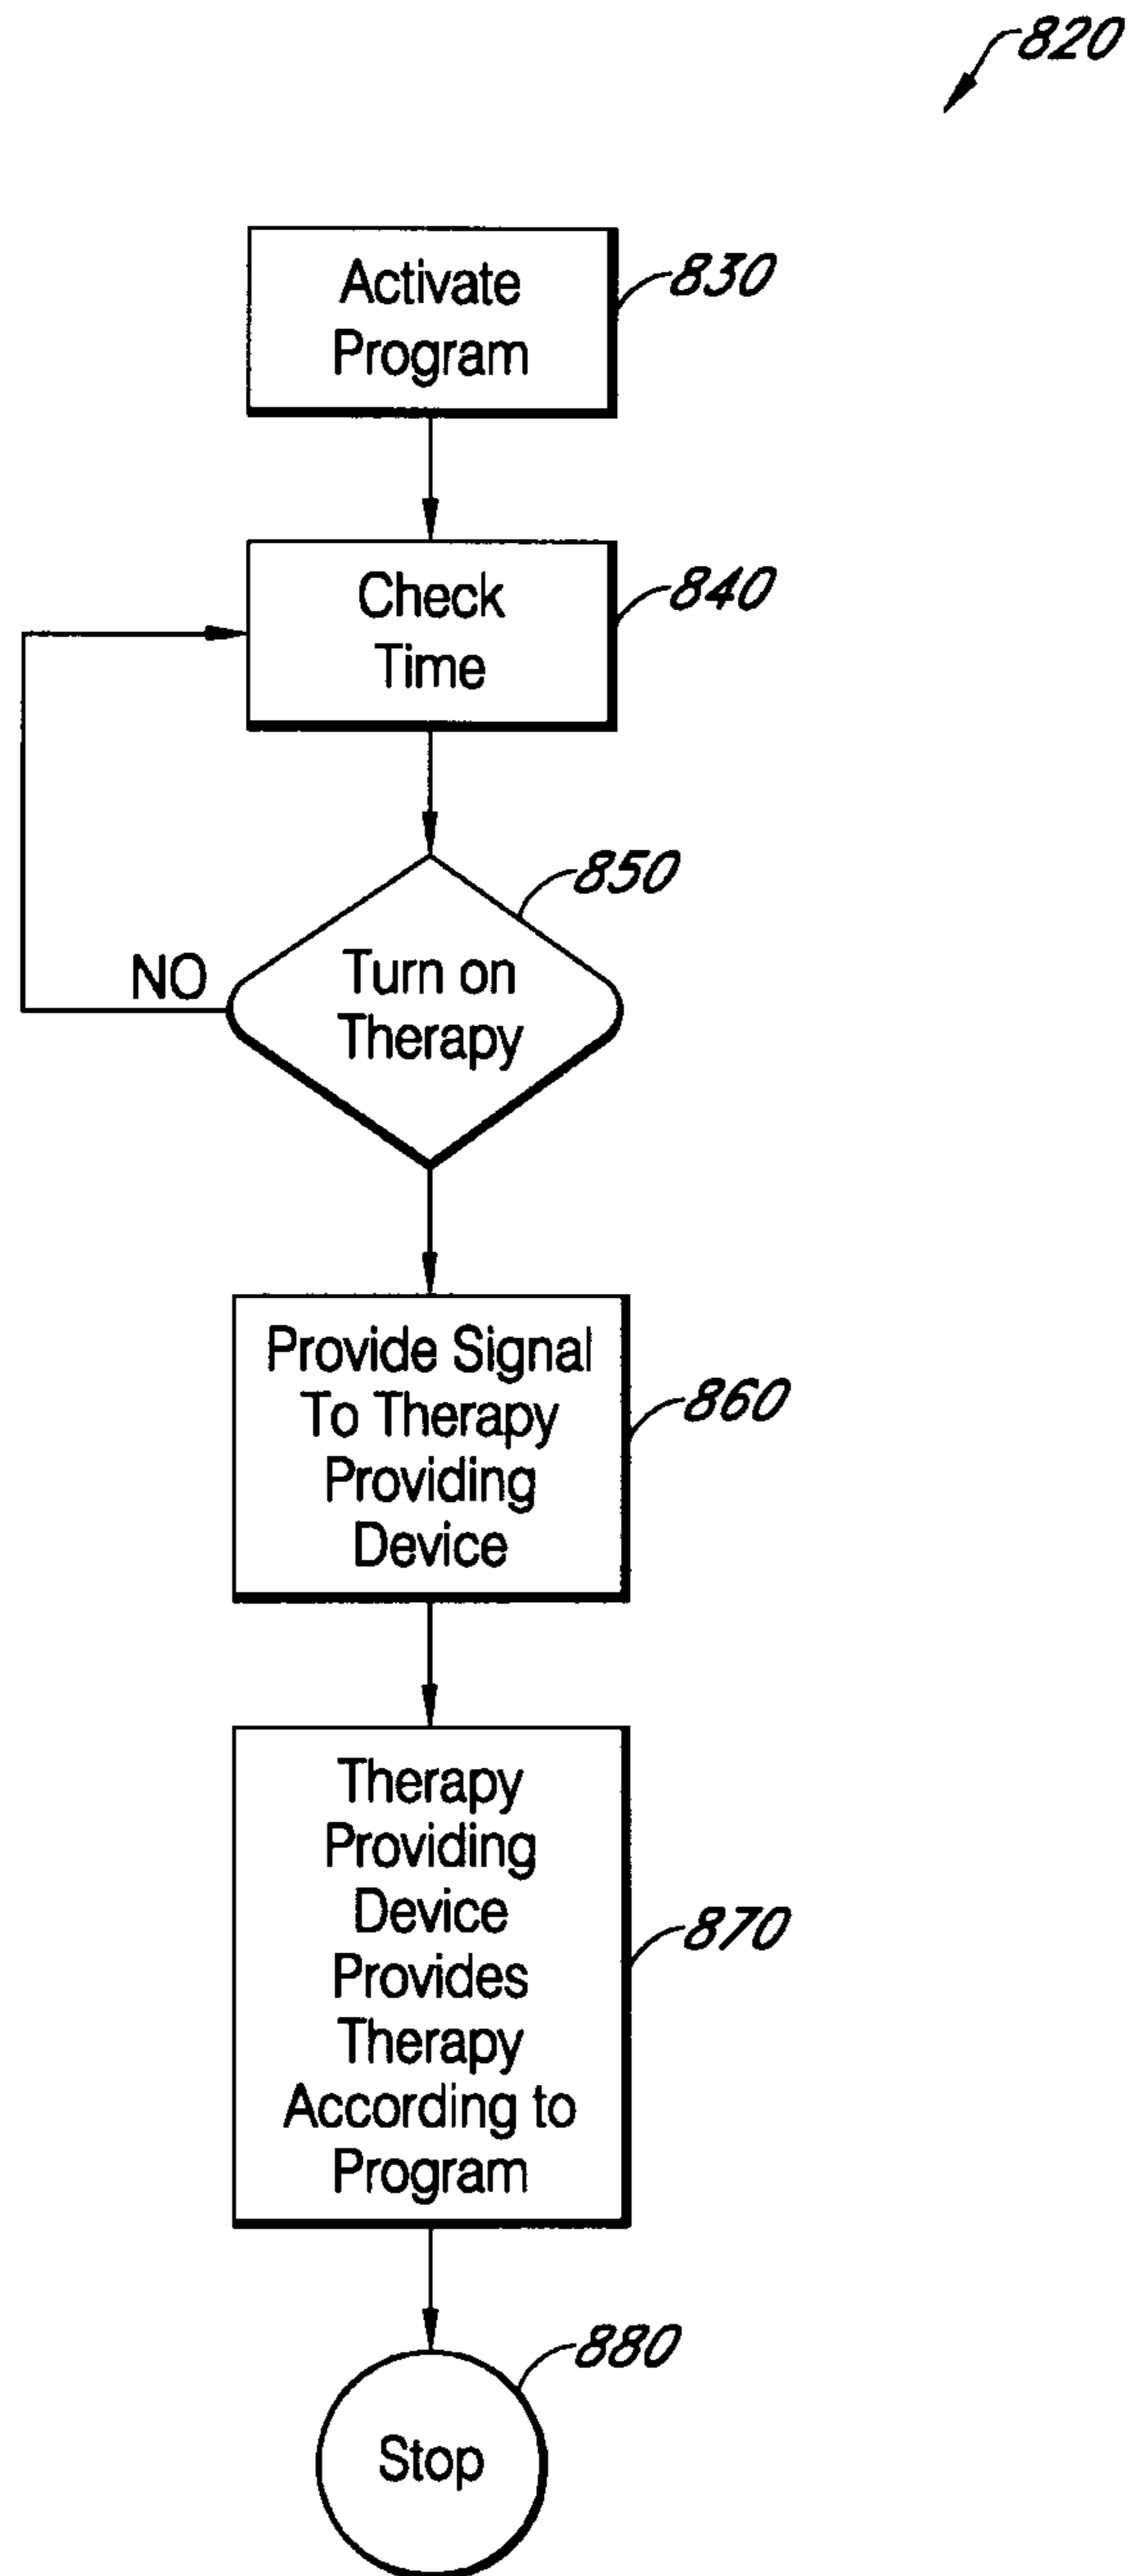 820
Activate
Program
830
Check
Time
840
850
NO
Turn on
Therapy
Provide Signal
To Therapy
Providing
Device
860
Therapy
Providing
Device
Provides
Therapy
According to
Program
870
880
Stop